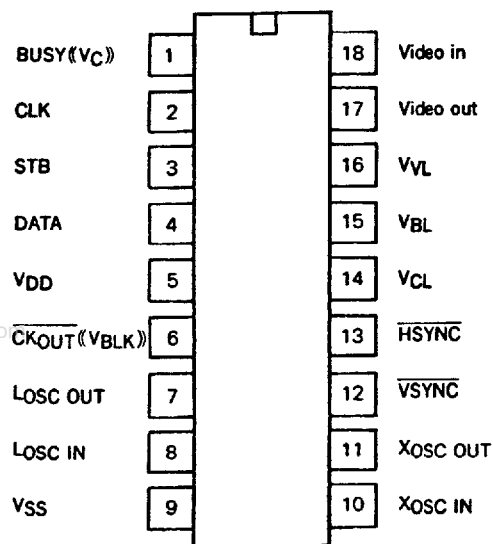 BUSY⟪VC⟫ 1 18 Video in
CLK 2 17 Video out
STB 3 16 VVL
DATA 4 15 VBL
VDD 5 14 VCL
CKOUT⟪VBLK⟫ 6 13 HSYNC
LOSC OUT 7 12 VSYNC
LOSC IN 8 11 XOSC OUT
VSS 9 10 XOSC IN